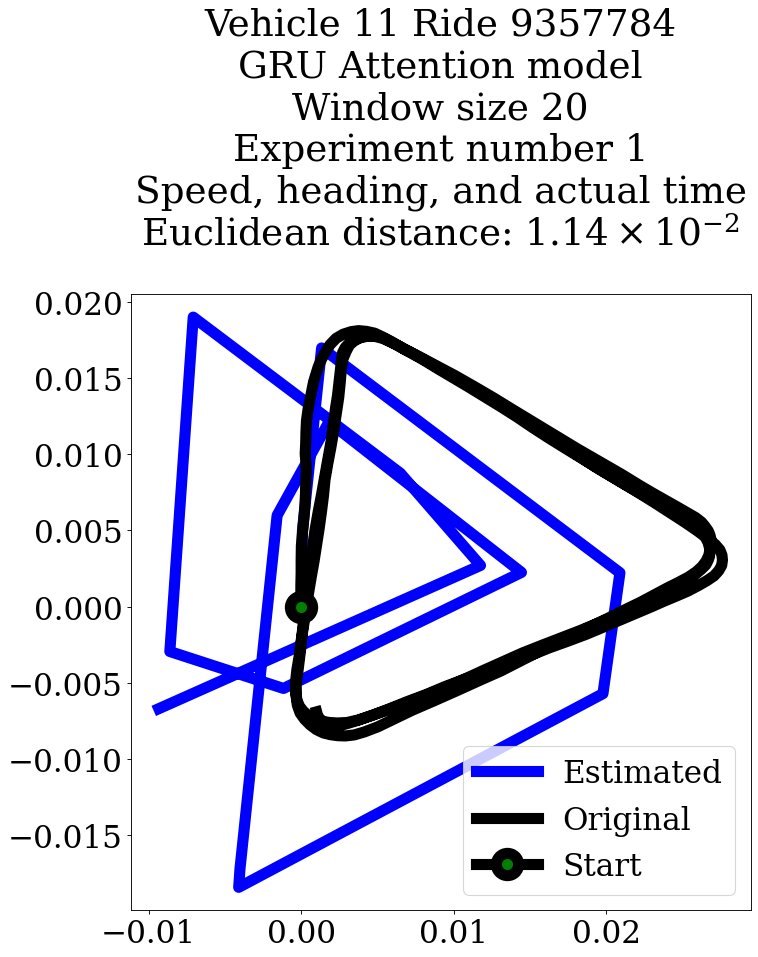 Vehicle 11 Ride 9357784
GRU Attention model
Window size 20
Experiment number 1
Speed, heading, and actual time
Euclidean distance: 1.14 × 10⁻²
0.020
0.015
0.010
0.005
0.000
−0.005
−0.010
−0.015
Estimated
Original
Start
−0.01 0.00 0.01 0.02